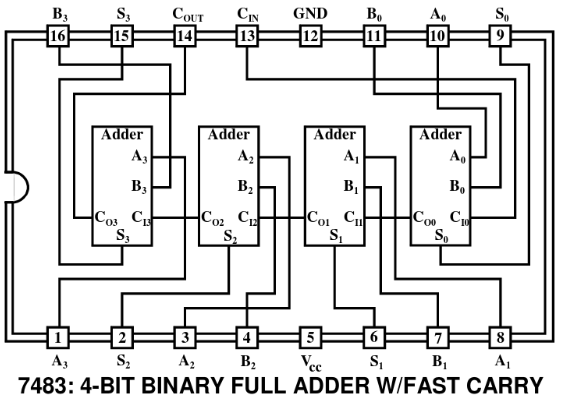 B3 S3 COUT CIN GND B0 A0 S0
16 15 14 13 12 11 10 9
Adder Adder Adder Adder
A3 A2 A1 A0
B3 B2 B1 B0
CO3 CI3 CO2 CI2 CO1 CI1 CO0 CI0
S3 S2 S1 S0
1 2 3 4 5 6 7 8
A3 S2 A2 B2 Vcc S1 B1 A1
7483: 4-BIT BINARY FULL ADDER W/FAST CARRY